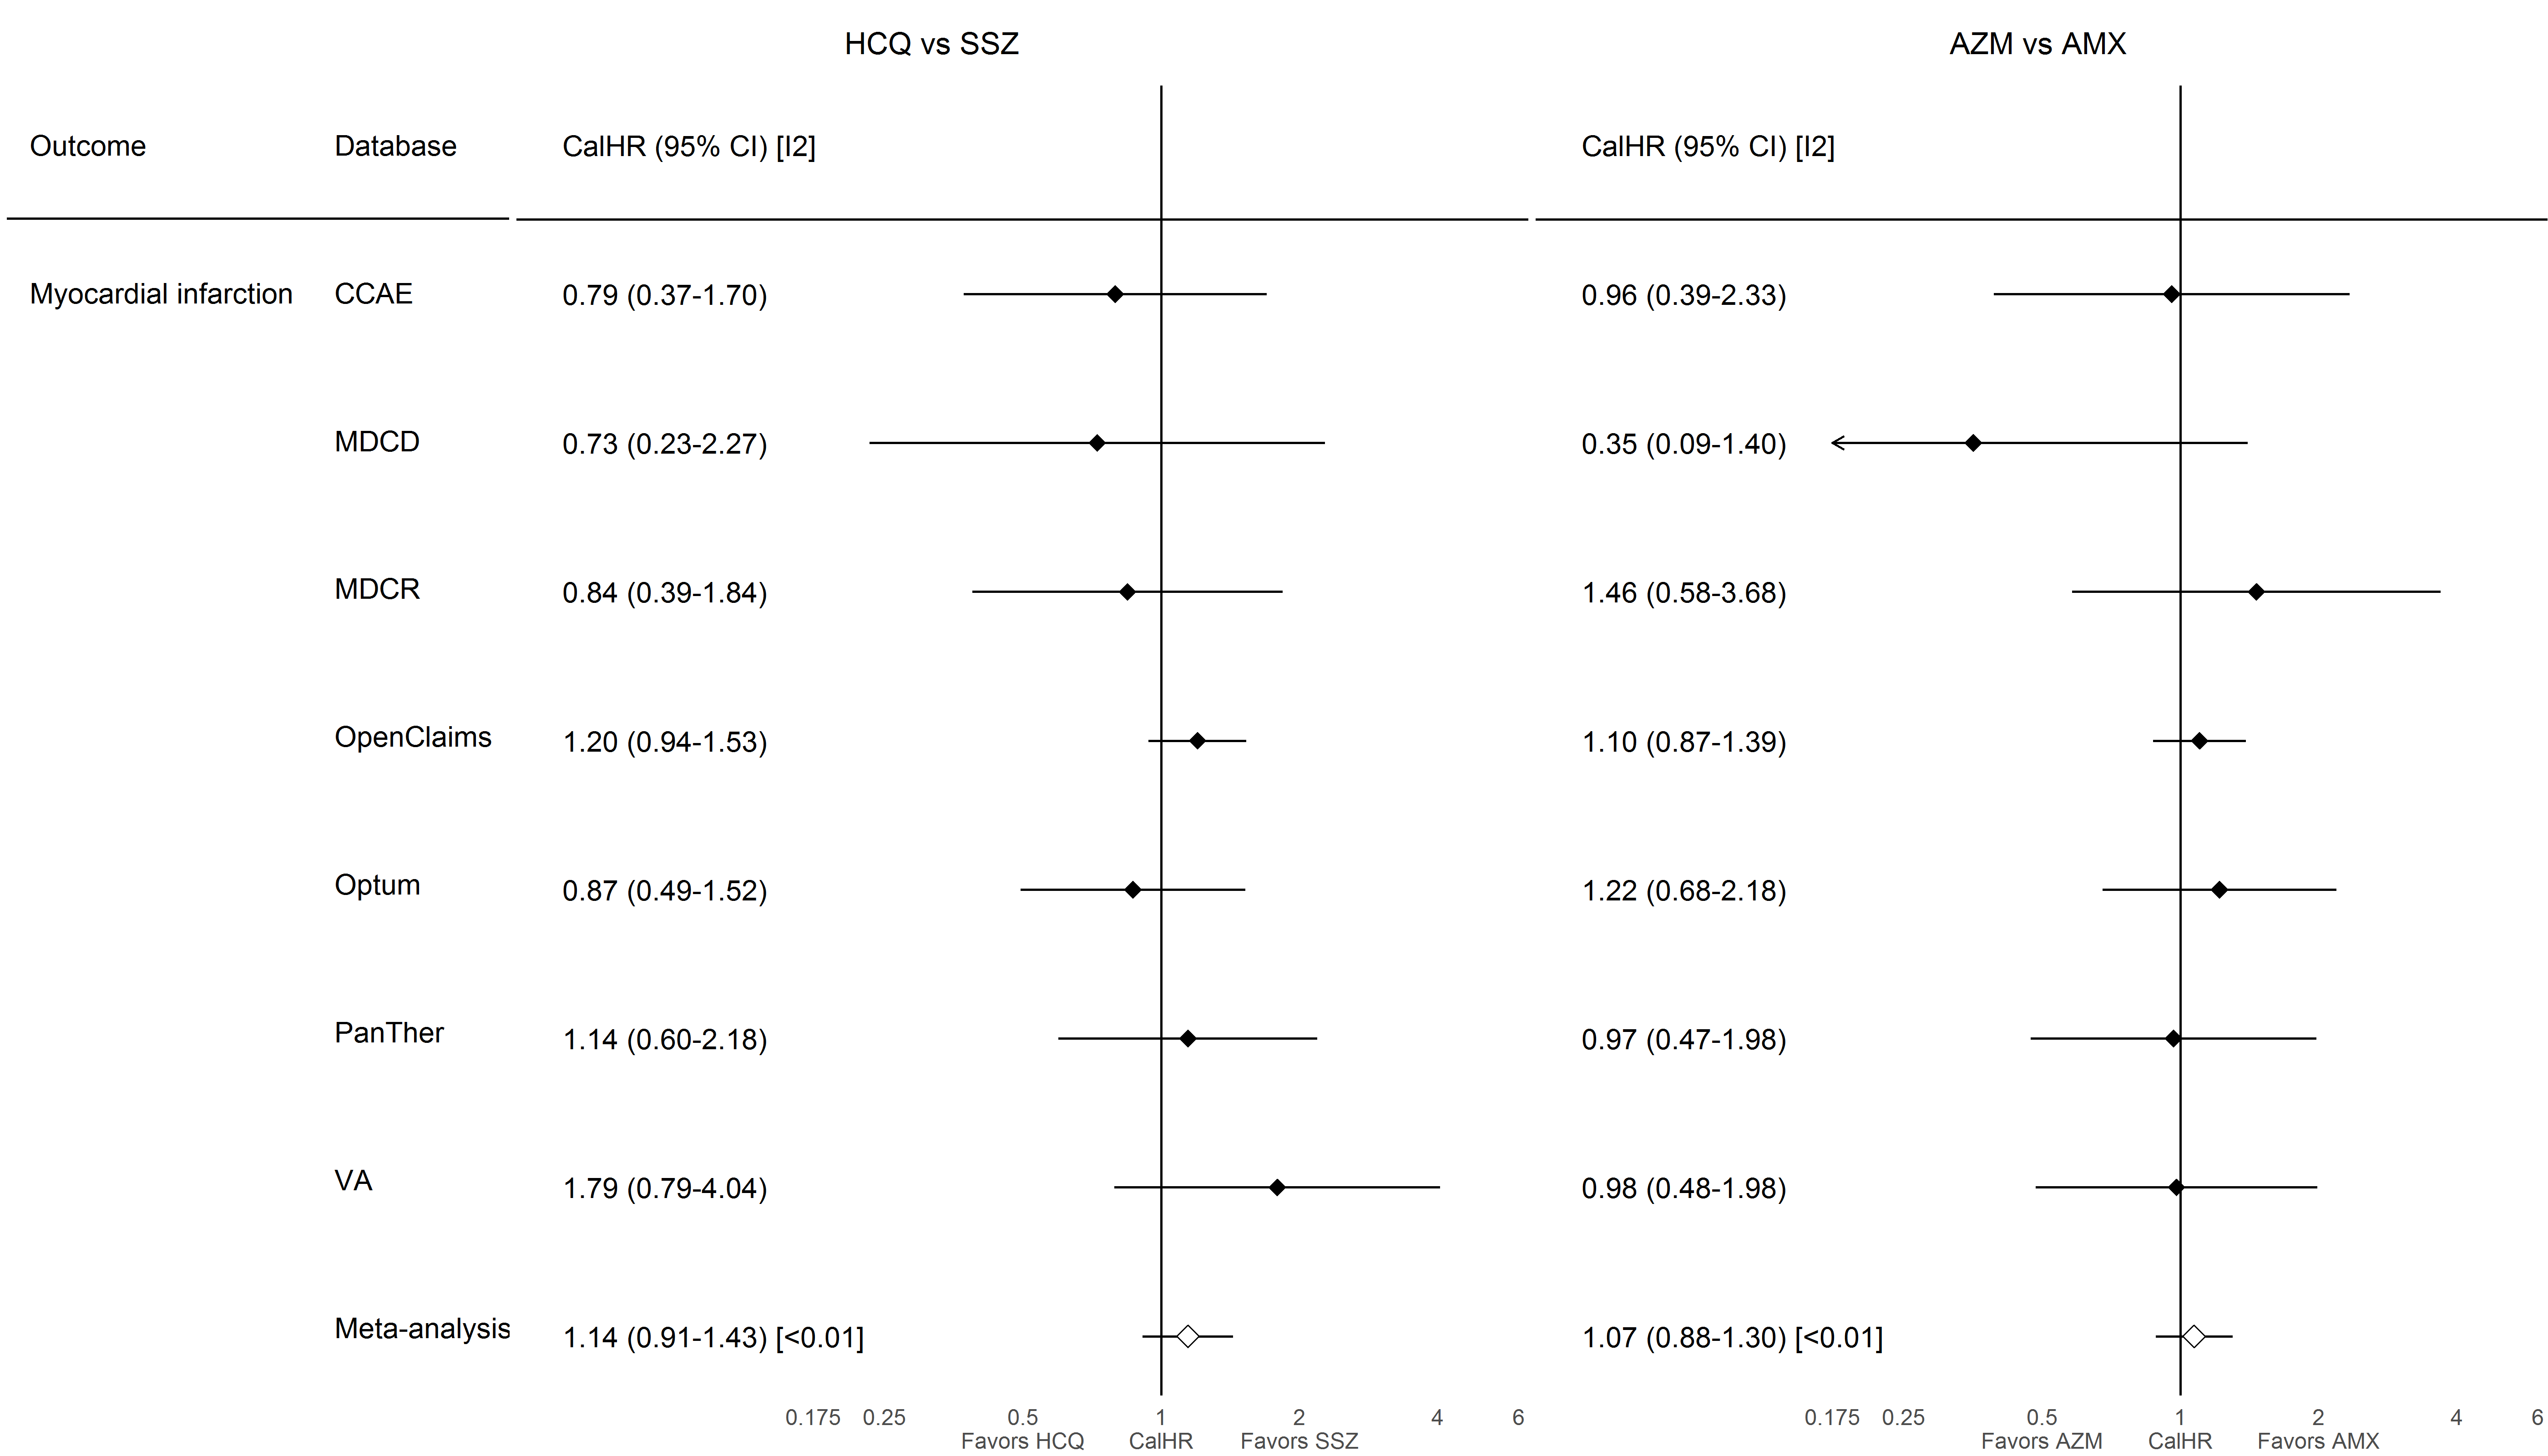 HCQ vs SSZ AZM vs AMX
Outcome Database CalHR (95% CI) [I2] CalHR (95% CI) [I2]
Myocardial infarction CCAE 0.79 (0.37-1.70) 0.96 (0.39-2.33)
MDCD 0.73 (0.23-2.27) 0.35 (0.09-1.40)
MDCR 0.84 (0.39-1.84) 1.46 (0.58-3.68)
OpenClaims 1.20 (0.94-1.53) 1.10 (0.87-1.39)
Optum 0.87 (0.49-1.52) 1.22 (0.68-2.18)
PanTher 1.14 (0.60-2.18) 0.97 (0.47-1.98)
VA 1.79 (0.79-4.04) 0.98 (0.48-1.98)
Meta-analysis 1.14 (0.91-1.43) [<0.01] 1.07 (0.88-1.30) [<0.01]
0.175 0.25 0.5 1 2 4 6 0.175 0.25 0.5 1 2 4 6
Favors HCQ CalHR Favors SSZ Favors AZM CalHR Favors AMX